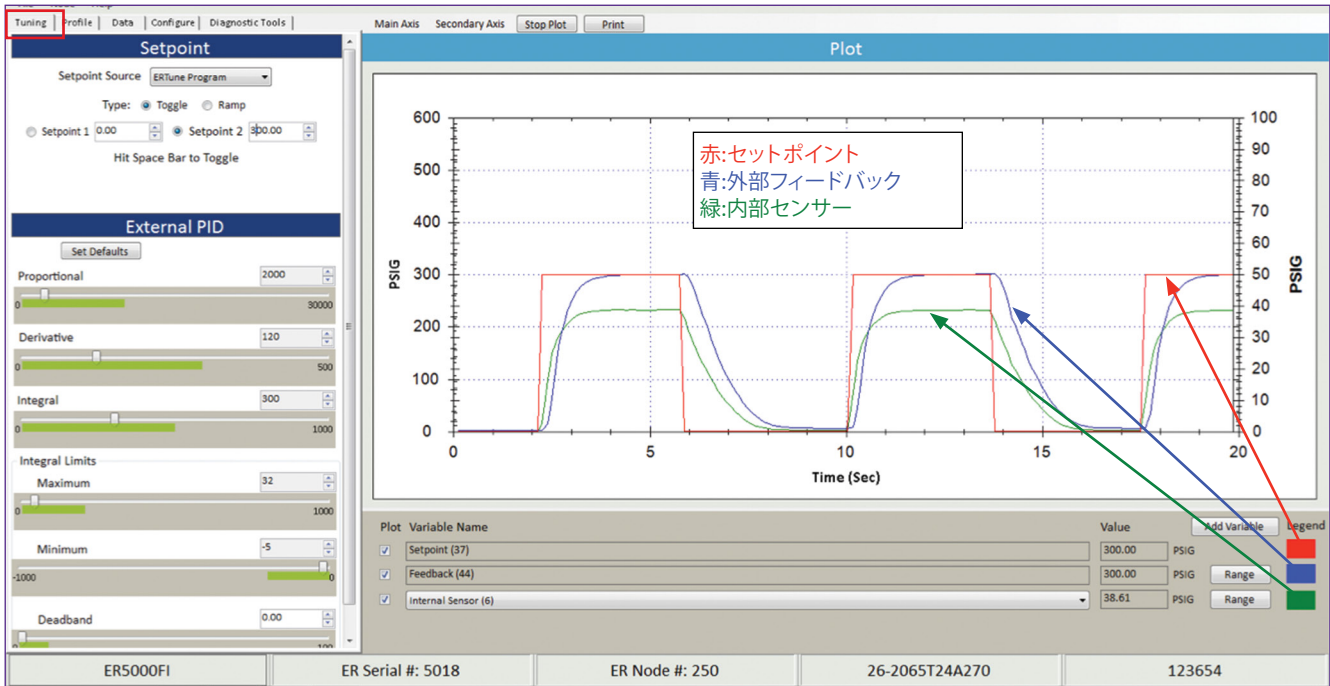 Tuning Profile Data Configure Diagnostic Tools
Main Axis Secondary Axis Stop Plot Print
Setpoint
Setpoint Source ERTune Program
Type: Toggle Ramp
Setpoint 1 0.00 Setpoint 2 300.00
Hit Space Bar to Toggle
External PID
Set Defaults
Proportional 2000
0 30000
Derivative 120
0 500
Integral 300
0 1000
Integral Limits
Maximum 32
0 1000
Minimum -5
-1000 0
Deadband 0.00
0 100
Plot
赤:セットポイント
青:外部フィードバック
緑:内部センサー
600
500
400
300
200
100
0
PSIG
100
90
80
70
60
50
40
30
20
10
0
PSIG
0 5 10 15 20
Time (Sec)
Plot Variable Name Value Add Variable Legend
Setpoint (37) 300.00 PSIG
Feedback (44) 300.00 PSIG Range
Internal Sensor (6) 38.61 PSIG Range
ER5000FI ER Serial #: 5018 ER Node #: 250 26-2065T24A270 123654